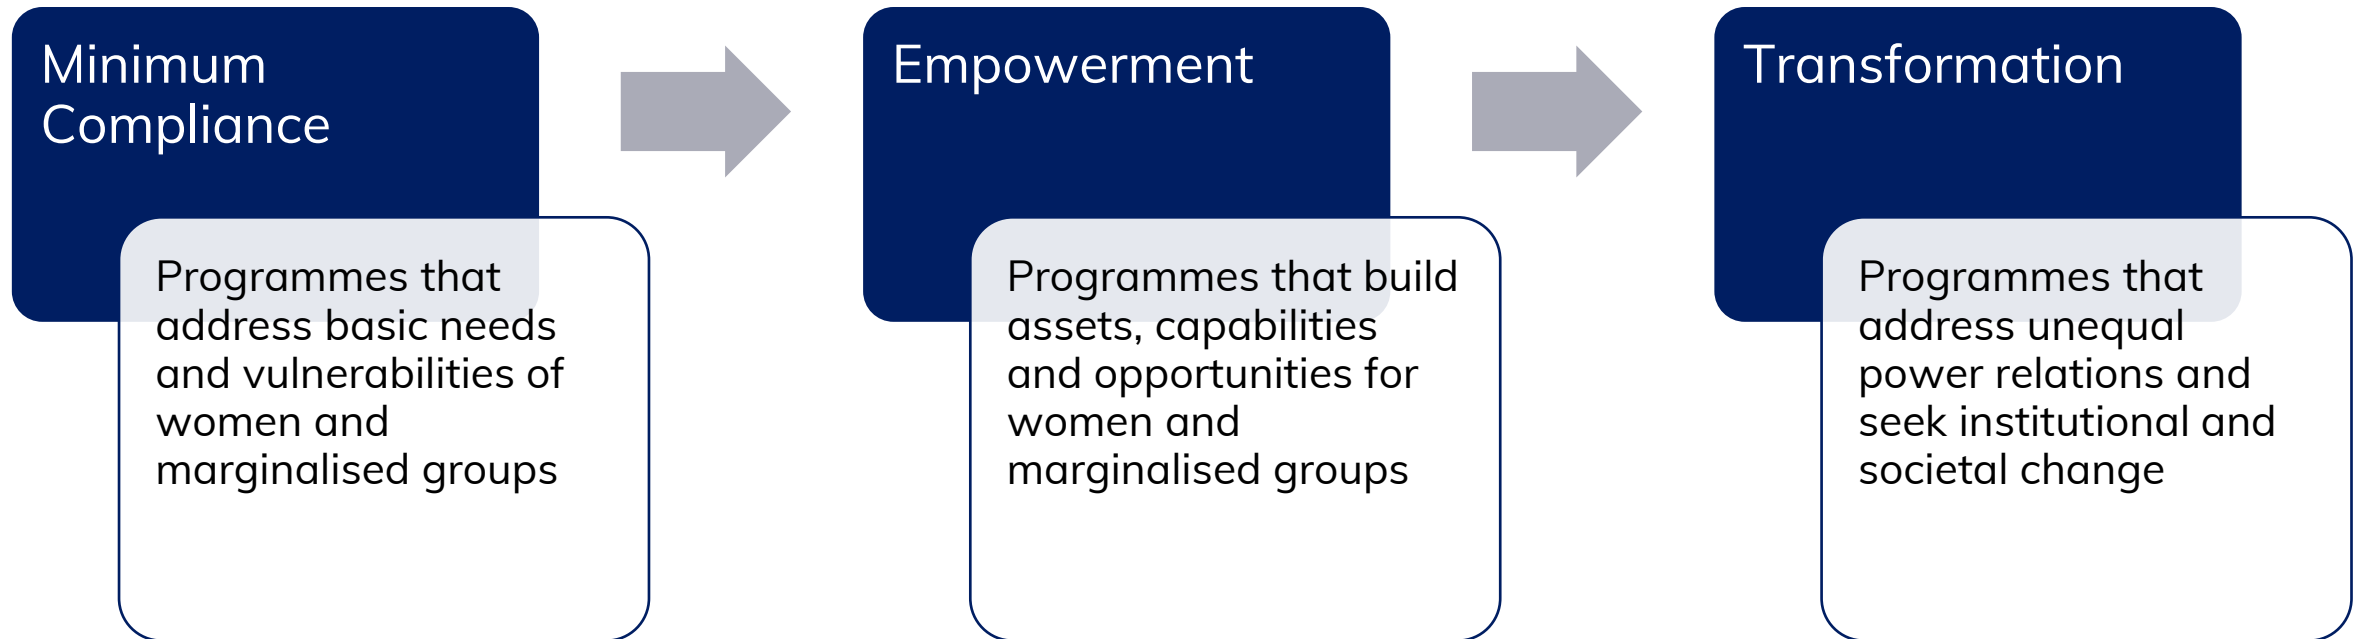 Minimum
Compliance
Programmes that
address basic needs
and vulnerabilities of
women and
marginalised groups
Empowerment
Programmes that build
assets, capabilities
and opportunities for
women and
marginalised groups
Transformation
Programmes that
address unequal
power relations and
seek institutional and
societal change